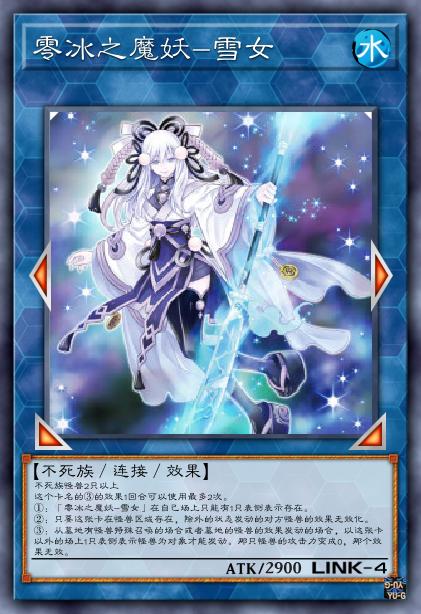 零冰之魔妖-雪女
水
【不死族/连接/效果】
不死族怪兽2只以上
这个卡名的③的效果1回合可以使用最多2次。
①：「零冰之魔妖-雪女」在自己场上只能有1只表侧表示存在。
②：只要这张卡在怪兽区域存在，除外的状态发动的对方怪兽的效果无效化。
③：从墓地有怪兽特殊召唤的场合或者墓地的怪兽的效果发动的场合，以这张卡
以外的场上1只表侧表示怪兽为对象才能发动。那只怪兽的攻击力变成0，那个效
果无效。
ATK/2900 LINK-4